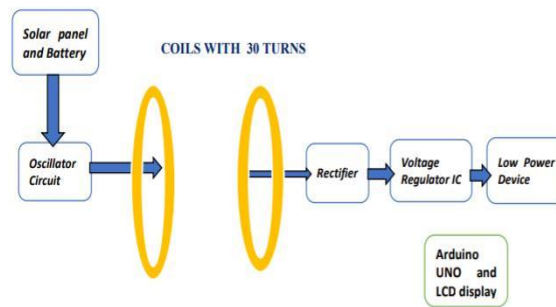 Solar panel
and Battery
COILS WITH 30 TURNS
Oscillator
Circuit
Rectifier
Voltage
Regulator IC
Low Power
Device
Arduino
UNO and
LCD display